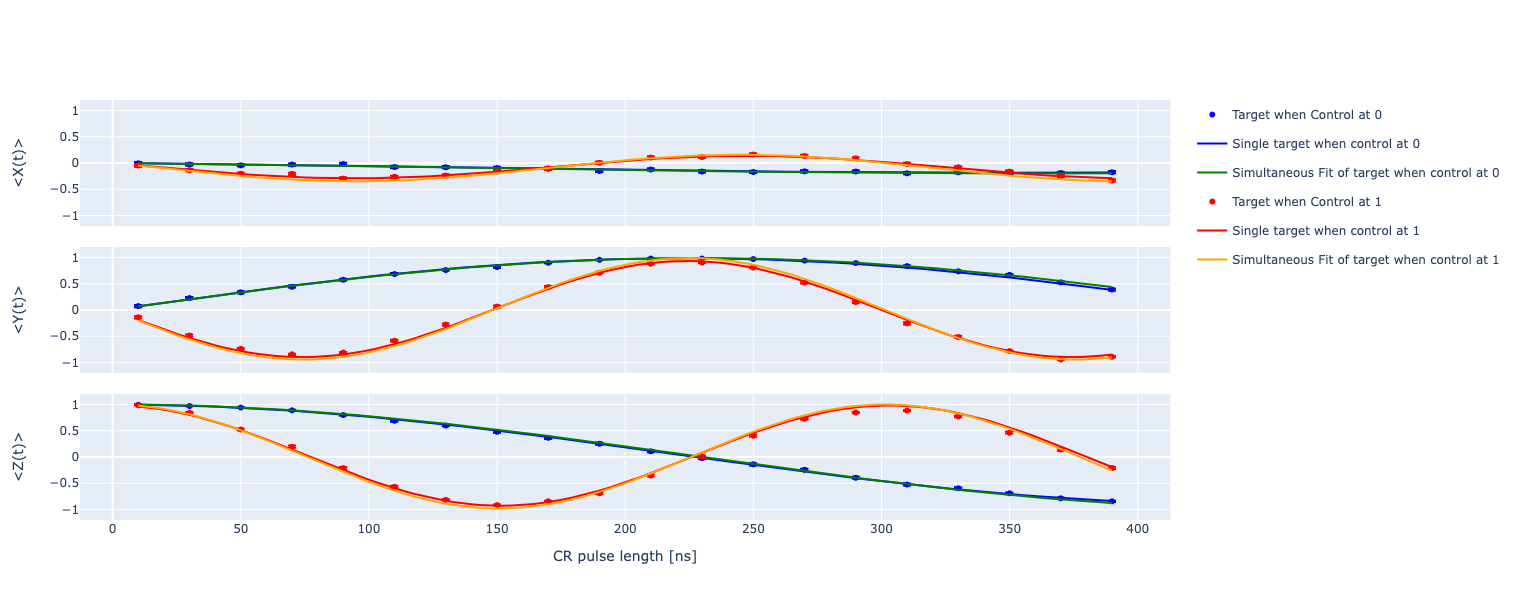 <X(t)>
1
0.5
0
−0.5
−1
<Y(t)>
1
0.5
0
−0.5
−1
<Z(t)>
1
0.5
0
−0.5
−1
0 50 100 150 200 250 300 350 400
CR pulse length [ns]
Target when Control at 0
Single target when control at 0
Simultaneous Fit of target when control at 0
Target when Control at 1
Single target when control at 1
Simultaneous Fit of target when control at 1